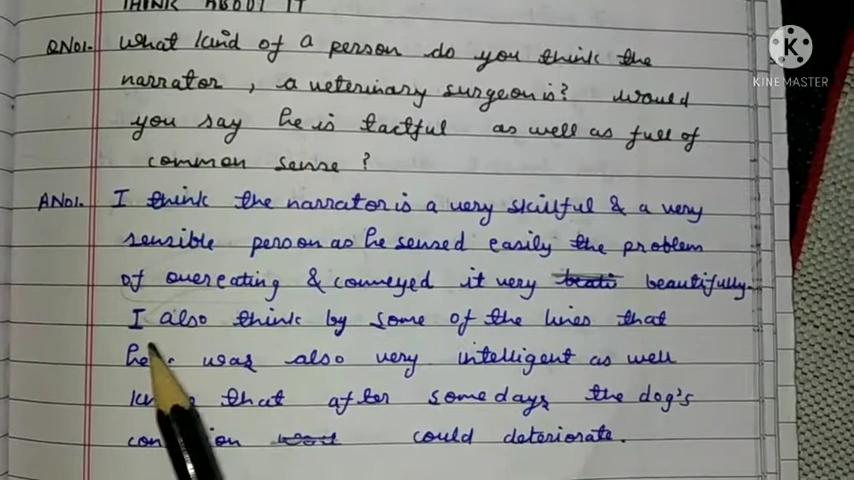 THINK ABOUT IT
QNO1. What kind of a person do you think the
narrator, a veterinary surgeon is? Would
you say he is tactful as well as full of
common sense?
ANO1. I think the narrator is a very skillful & a very
sensible person as he sensed easily the problem
of overeating & conveyed it very beautifully.
I also think by some of the lines that
he was also very intelligent as well
that after some days the dog's
could deteriorate.
K
KINE MASTER